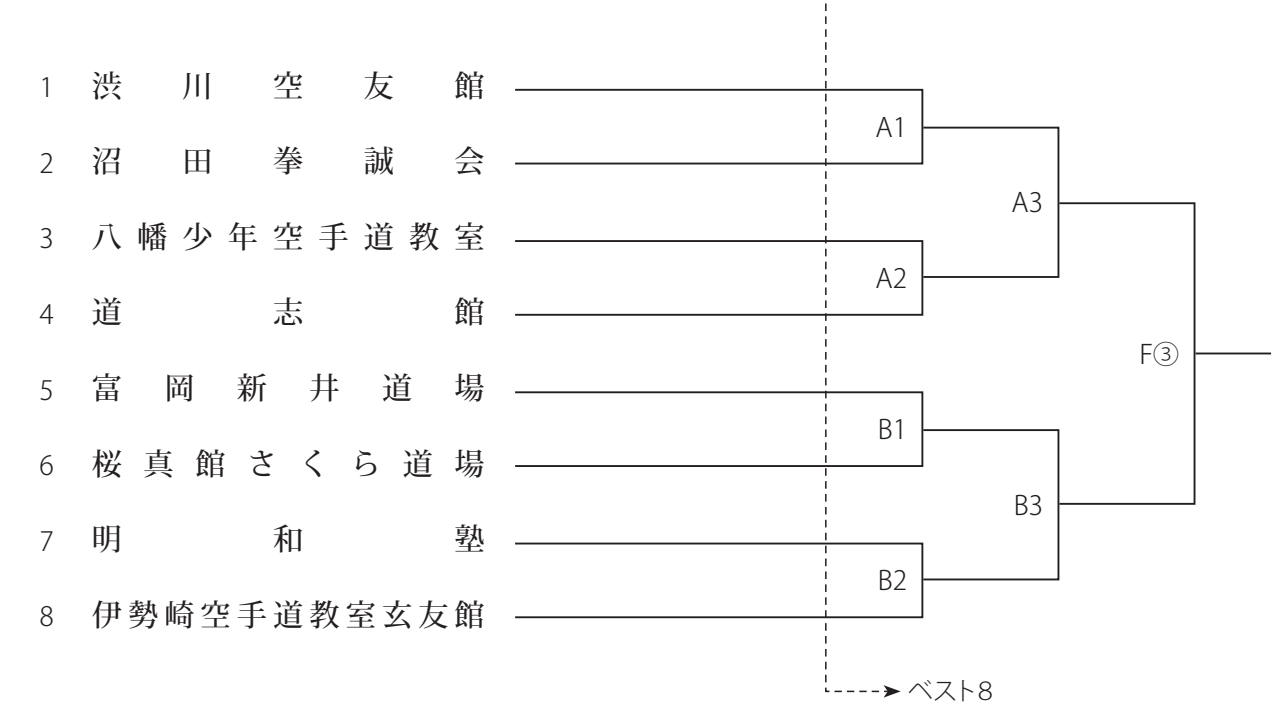 1 渋川空友館
A1
2 沼田拳誠会
A3
3 八幡少年空手道教室
A2
4 道志館
F③
5 富岡新井道場
B1
6 桜真館さくら道場
B3
7 明和塾
B2
8 伊勢崎空手道教室玄友館
ベスト8